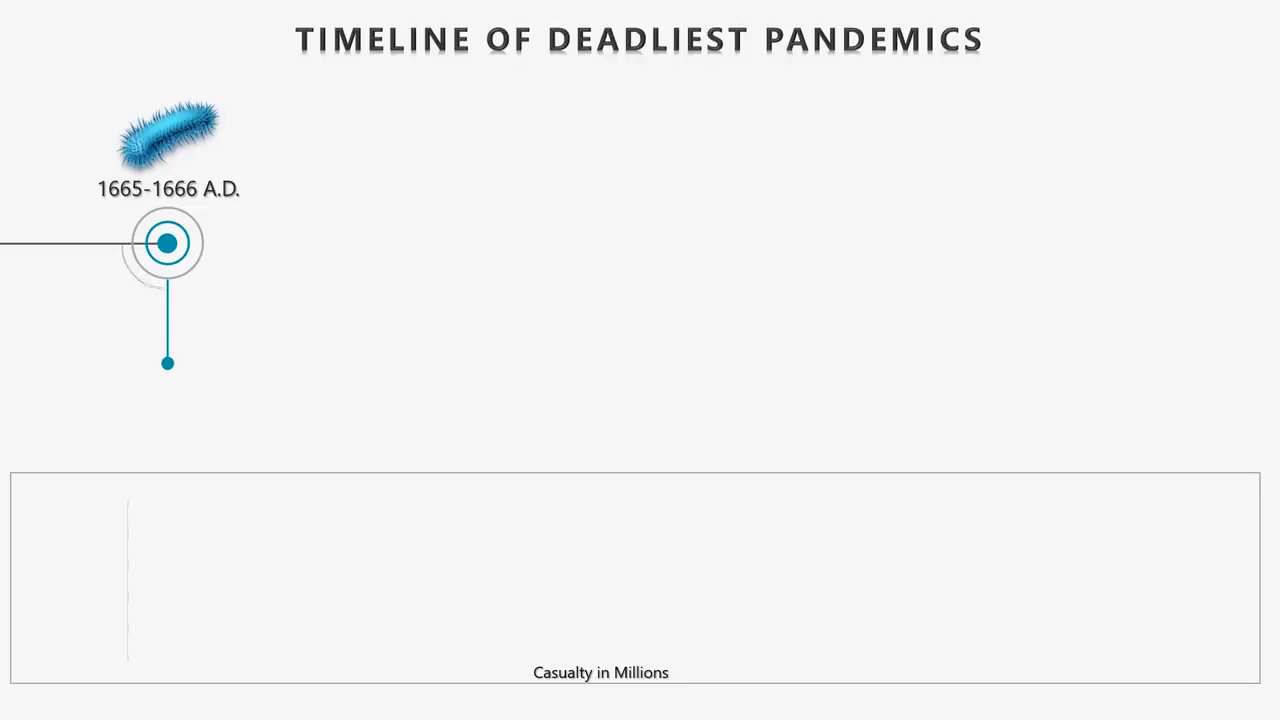 TIMELINE OF DEADLIEST PANDEMICS
1665-1666 A.D.
Casualty in Millions